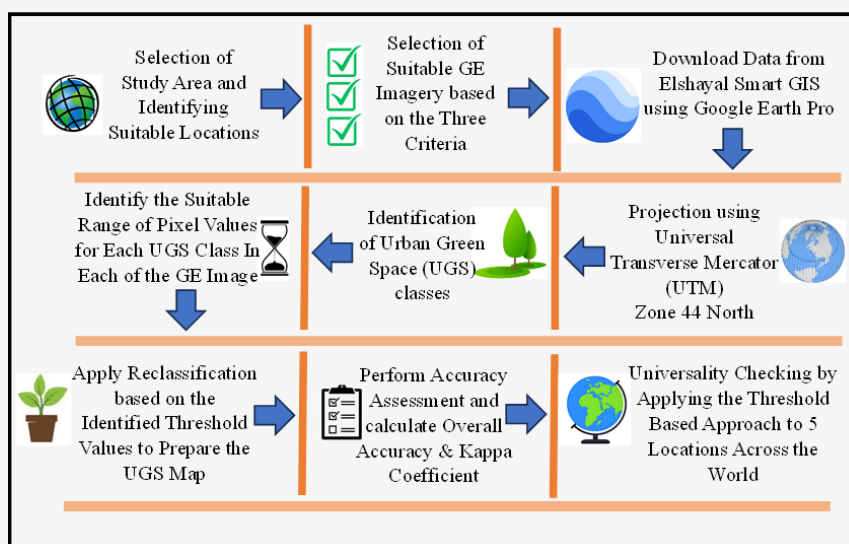 Selection of
Study Area and
Identifying
Suitable Locations
Selection of
Suitable GE
Imagery based
on the Three
Criteria
Download Data from
Elshayal Smart GIS
using Google Earth Pro
Projection using
Universal
Transverse Mercator
(UTM)
Zone 44 North
Identification
of Urban Green
Space (UGS)
classes
Identify the Suitable
Range of Pixel Values
for Each UGS Class In
Each of the GE Image
Apply Reclassification
based on the
Identified Threshold
Values to Prepare the
UGS Map
Perform Accuracy
Assessment and
calculate Overall
Accuracy & Kappa
Coefficient
Universality Checking by
Applying the Threshold
Based Approach to 5
Locations Across the
World